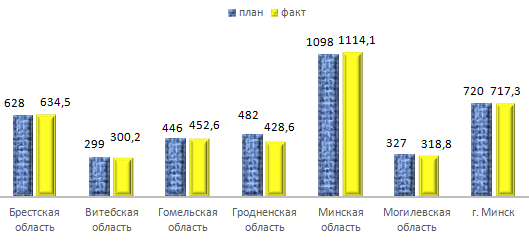 план факт
1098 1114,1
720 717,3
628 634,5
482
446 452,6 428,6
299 300,2 327 318,8
Брестская область
Витебская область
Гомельская область
Гродненская область
Минская область
Могилевская область
г. Минск